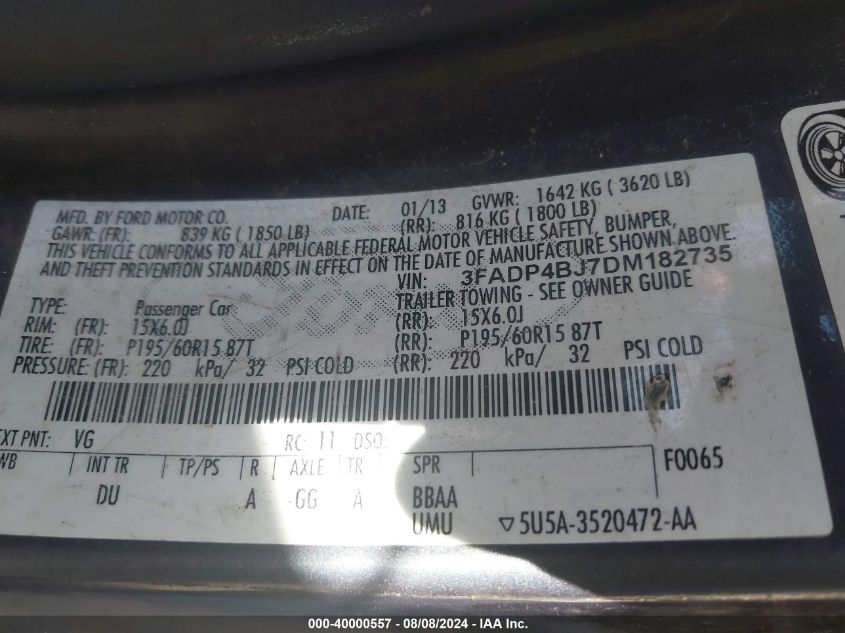 MFD. BY FORD MOTOR CO. DATE: 01/13 GVWR: 1642 KG ( 3620 LB)
GAWR: (FR): 839 KG ( 1850 LB) (RR): 816 KG ( 1800 LB)
THIS VEHICLE CONFORMS TO ALL APPLICABLE FEDERAL MOTOR VEHICLE SAFETY, BUMPER,
AND THEFT PREVENTION STANDARDS IN EFFECT ON THE DATE OF MANUFACTURE SHOWN ABOVE.
VIN: 3FADP4BJ7DM182735
TYPE: Passenger Car TRAILER TOWING - SEE OWNER GUIDE
RIM: (FR): 15X6.0J (RR): 15X6.0J
TIRE: (FR): P195/60R15 87T (RR): P195/60R15 87T
PRESSURE: (FR): 220 kPa/ 32 PSI COLD (RR): 220 kPa/ 32 PSI COLD
EXT PNT: VG RC: 11 DSO:
WB INT TR TP/PS R AXLE TR SPR F0065
DU A GG A BBAA
UMU ▽5U5A-3520472-AA
000-40000557 - 08/08/2024 - IAA Inc.